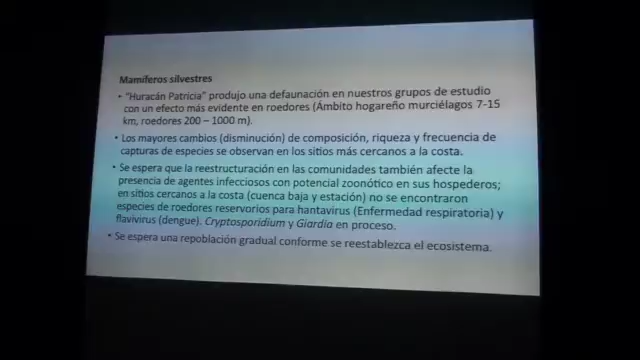 Mamíferos silvestres
• "Huracán Patricia" produjo una defaunación en nuestros grupos de estudio
con un efecto más evidente en roedores (Ámbito hogareño murciélagos 7-15
km, roedores 200 – 1000 m).
• Los mayores cambios (disminución) de composición, riqueza y frecuencia de
capturas de especies se observan en los sitios más cercanos a la costa.
• Se espera que la reestructuración en las comunidades también afecte la
presencia de agentes infecciosos con potencial zoonótico en sus hospederos;
en sitios cercanos a la costa (cuenca baja y estación) no se encontraron
especies de roedores reservorios para hantavirus (Enfermedad respiratoria) y
flavivirus (dengue). Cryptosporidium y Giardia en proceso.
• Se espera una repoblación gradual conforme se reestablezca el ecosistema.